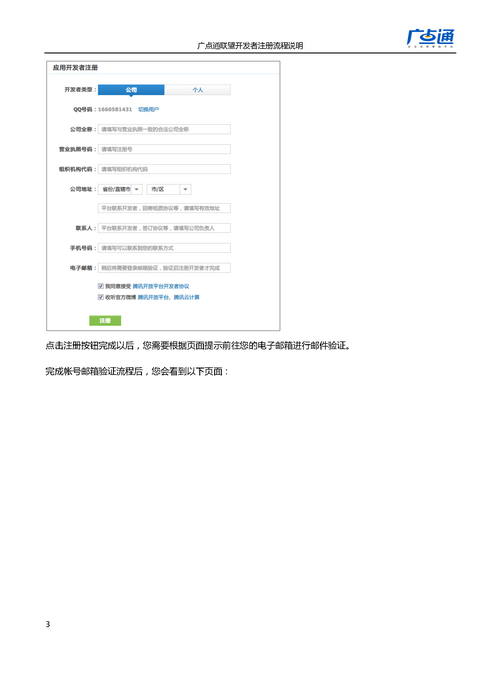 广点通联盟开发者注册流程说明
广点通
应用开发者注册
开发者类型： 公司 个人
QQ号码：1660581431 切换用户
公司全称： 请填写与营业执照一致的合法公司全称
营业执照号码： 请填写注册号
组织机构代码： 请填写组织机构代码
公司地址： 省份/直辖市 市/区
平台联系开发者，回寄纸质协议等，请填写有效地址
联系人： 平台联系开发者，签订协议等，请填写公司负责人
手机号码： 请填写可以联系到您的联系方式
电子邮箱： 稍后将需要登录邮箱验证，验证后注册开发者才完成
我同意接受 腾讯开放平台开发者协议
收听官方微博 腾讯开放平台，腾讯云计算
注册
点击注册按钮完成以后，您需要根据页面提示前往您的电子邮箱进行邮件验证。
完成帐号邮箱验证流程后，您会看到以下页面：
3